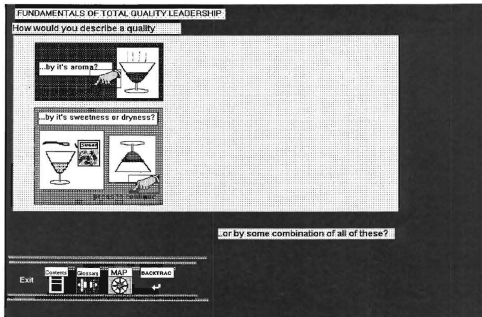 FUNDAMENTALS OF TOTAL QUALITY LEADERSHIP
How would you describe a quality
...by it's aroma?
...by it's sweetness or dryness?
SUGAR
...or by some combination of all of these?
Exit
Contents
Glossary
MAP
BACKTRAC